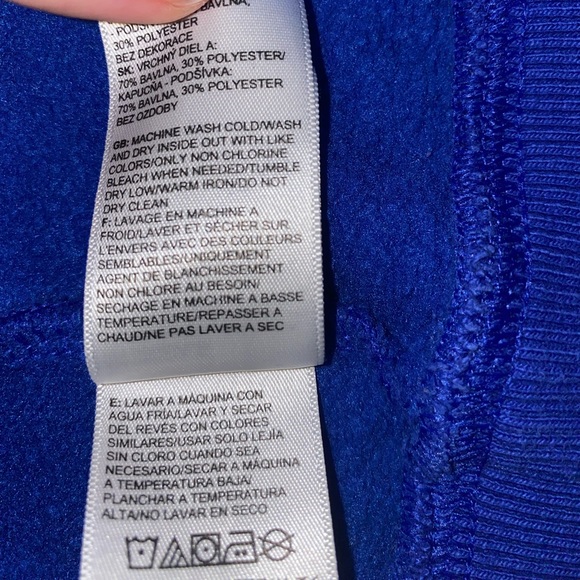 PODŠÍVKA: 70% BAVLNA,
30% POLYESTER
BEZ DEKORACE
SK: VRCHNÝ DIEL A:
70% BAVLNA, 30% POLYESTER/
KAPUCŇA - PODŠÍVKA:
70% BAVLNA, 30% POLYESTER
BEZ OZDOBY
GB: MACHINE WASH COLD/WASH
AND DRY INSIDE OUT WITH LIKE
COLORS/ONLY NON CHLORINE
BLEACH WHEN NEEDED/TUMBLE
DRY LOW/WARM IRON/DO NOT
DRY CLEAN
F: LAVAGE EN MACHINE A
FROID/LAVER ET SÉCHER SUR
L'ENVERS AVEC DES COULEURS
SEMBLABLES/UNIQUEMENT
AGENT DE BLANCHISSEMENT
NON CHLORE AU BESOIN/
SECHAGE EN MACHINE A BASSE
TEMPERATURE/REPASSER A
CHAUD/NE PAS LAVER A SEC
E: LAVAR A MÁQUINA CON
AGUA FRÍA/LAVAR Y SECAR
DEL REVÉS CON COLORES
SIMILARES/USAR SOLO LEJÍA
SIN CLORO CUANDO SEA
NECESARIO/SECAR A MÁQUINA
A TEMPERATURA BAJA/
PLANCHAR A TEMPERATURA
ALTA/NO LAVAR EN SECO